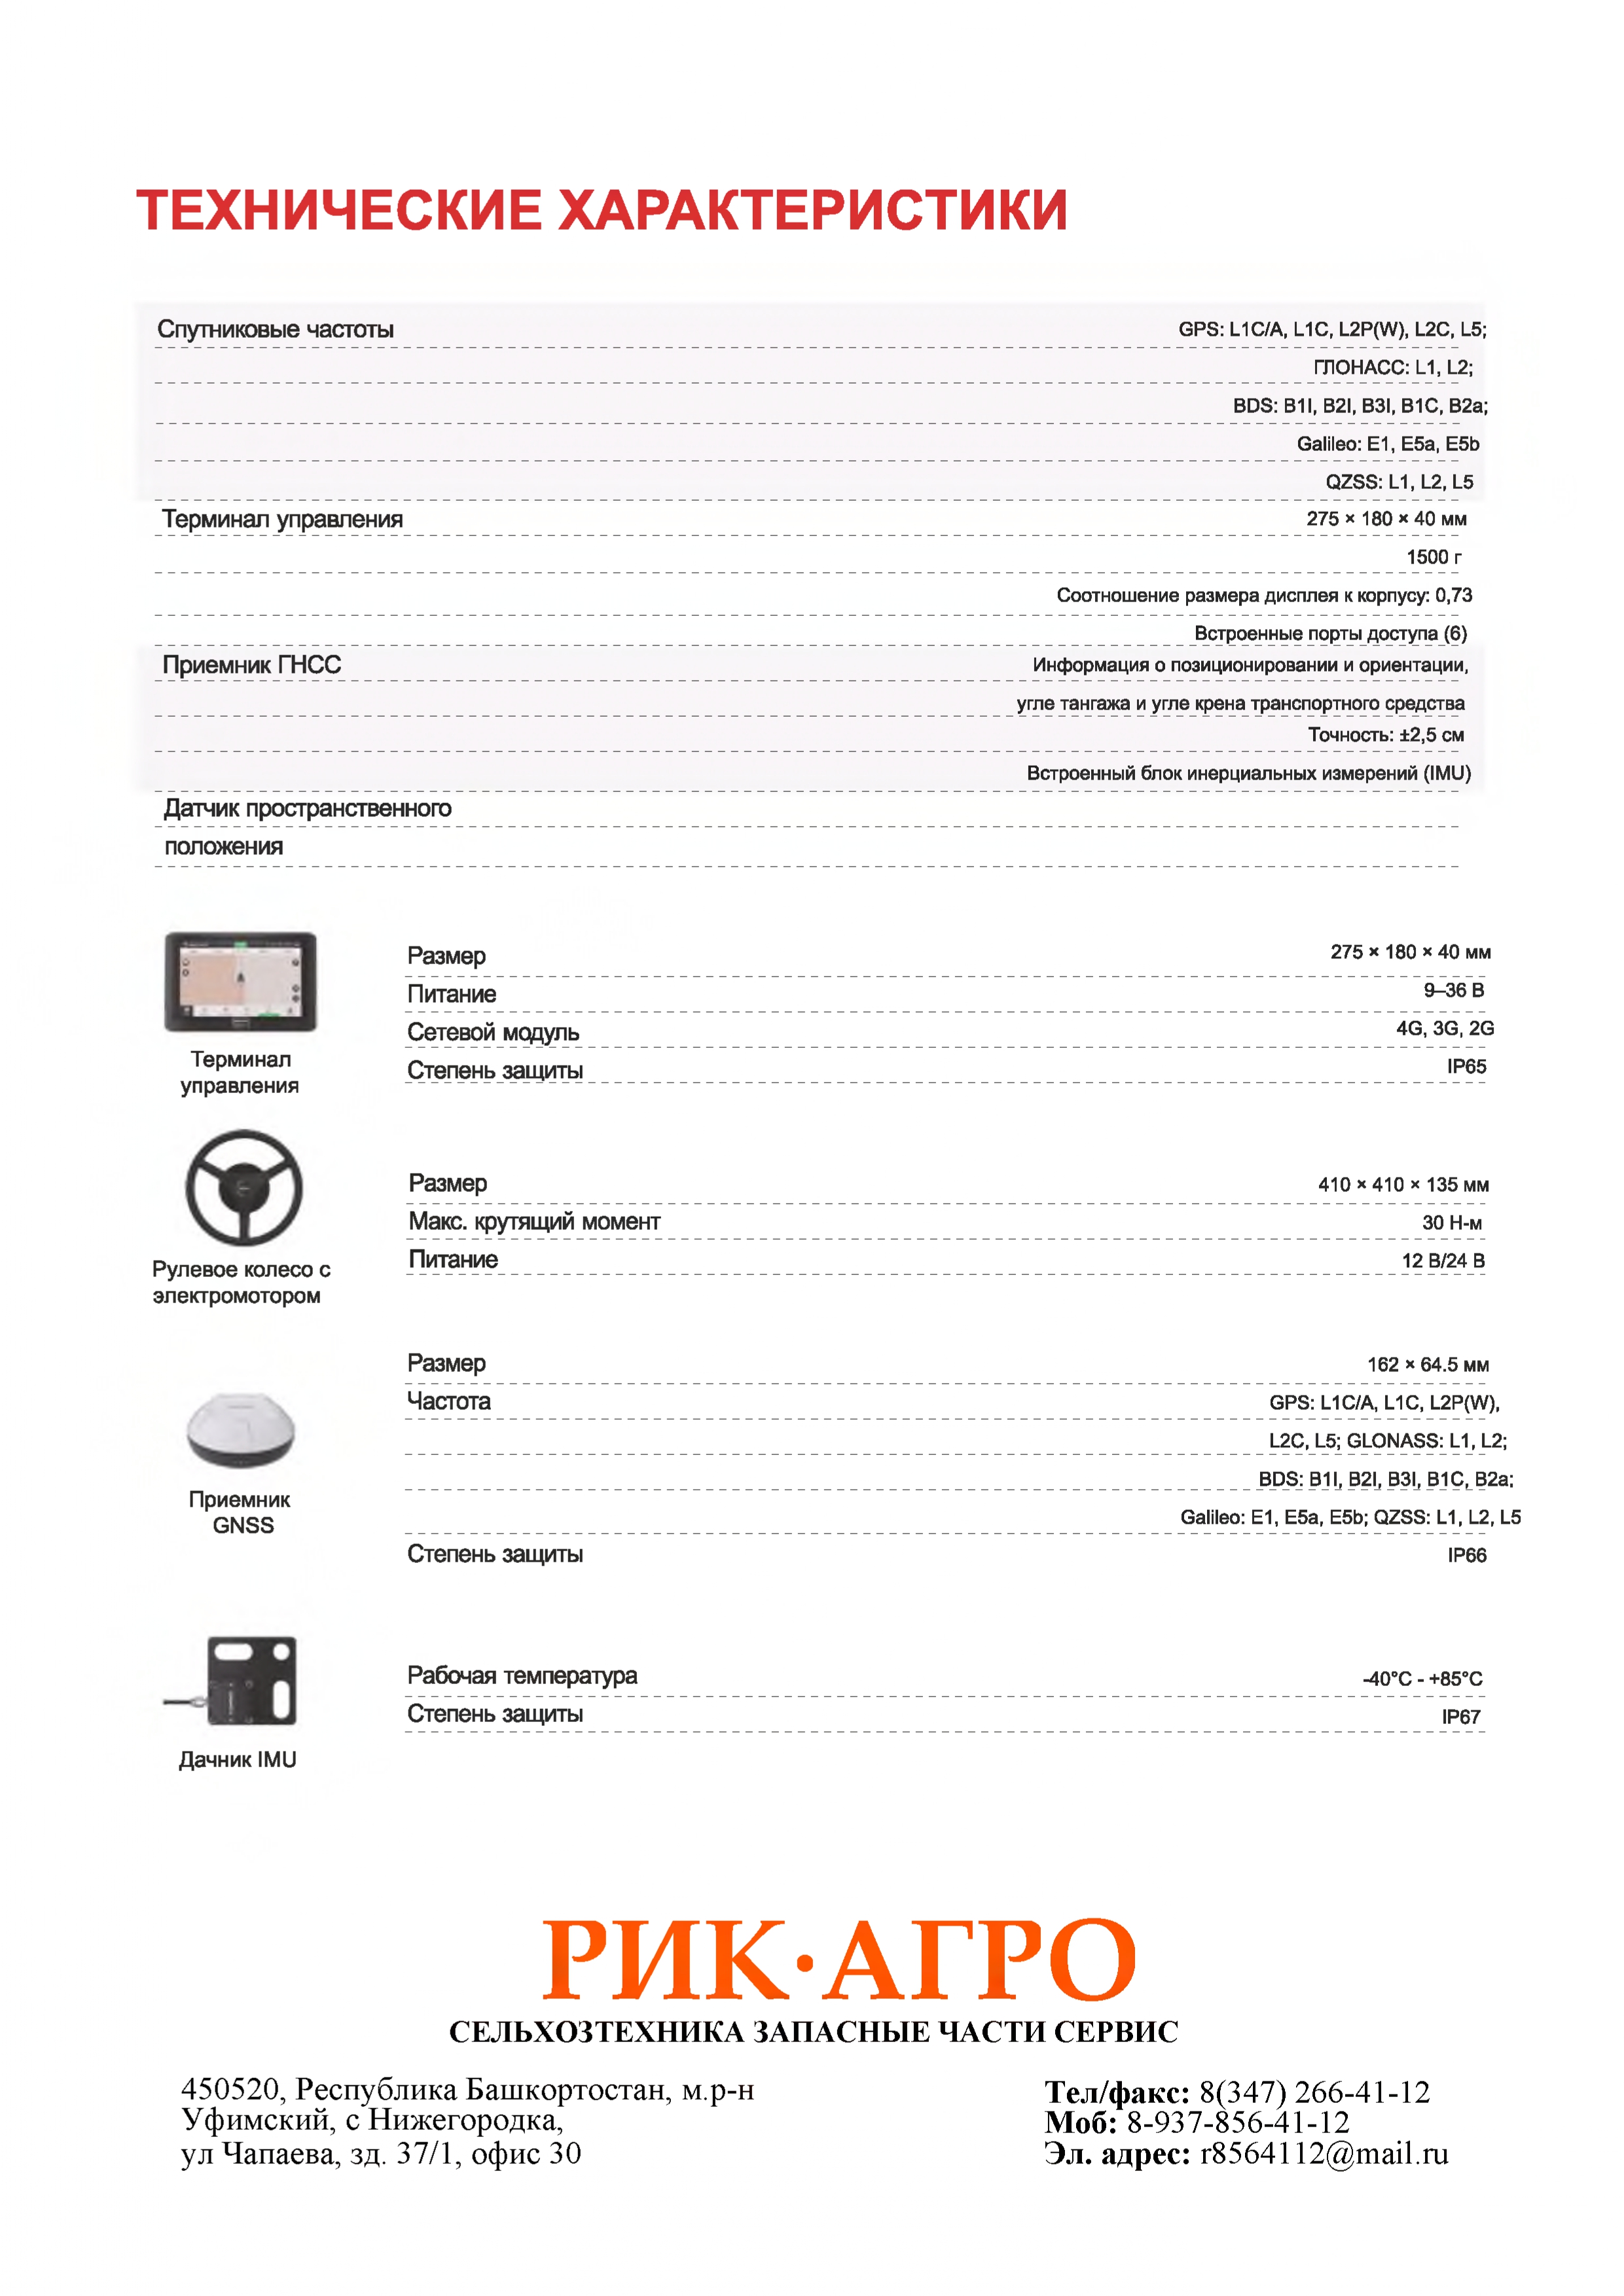 ТЕХНИЧЕСКИЕ ХАРАКТЕРИСТИКИ
Спутниковые частоты GPS: L1C/A, L1C, L2P(W), L2C, L5;
ГЛОНАСС: L1, L2;
BDS: B1I, B2I, B3I, B1C, B2a;
Galileo: E1, E5a, E5b
QZSS: L1, L2, L5
Терминал управления 275 × 180 × 40 мм
1500 г
Соотношение размера дисплея к корпусу: 0,73
Встроенные порты доступа (6)
Приемник ГНСС Информация о позиционировании и ориентации,
угле тангажа и угле крена транспортного средства
Точность: ±2,5 см
Встроенный блок инерциальных измерений (IMU)
Датчик пространственного
положения
Терминал
управления
Размер 275 × 180 × 40 мм
Питание 9–36 В
Сетевой модуль 4G, 3G, 2G
Степень защиты IP65
Рулевое колесо с
электромотором
Размер 410 × 410 × 135 мм
Макс. крутящий момент 30 Н-м
Питание 12 В/24 В
Приемник
GNSS
Размер 162 × 64.5 мм
Частота GPS: L1C/A, L1C, L2P(W),
L2C, L5; GLONASS: L1, L2;
BDS: B1I, B2I, B3I, B1C, B2a;
Galileo: E1, E5a, E5b; QZSS: L1, L2, L5
Степень защиты IP66
Дачник IMU
Рабочая температура -40°C - +85°C
Степень защиты IP67
РИК·АГРО
СЕЛЬХОЗТЕХНИКА ЗАПАСНЫЕ ЧАСТИ СЕРВИС
450520, Республика Башкортостан, м.р-н
Уфимский, с Нижегородка,
ул Чапаева, зд. 37/1, офис 30
Тел/факс: 8(347) 266-41-12
Моб: 8-937-856-41-12
Эл. адрес: r8564112@mail.ru